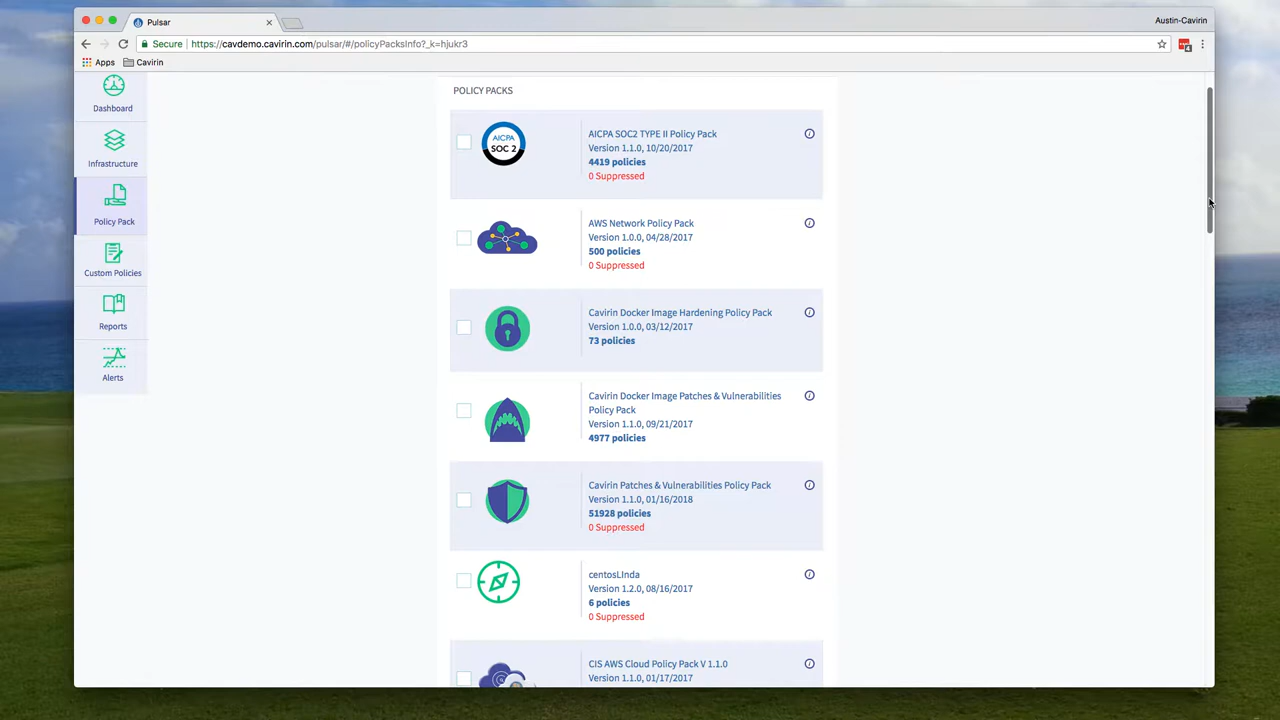 Pulsar
Austin-Cavirin
Secure https://cavdemo.cavirin.com/pulsar/#/policyPacksInfo?_k=hjukr3
Apps Cavirin
Dashboard
Infrastructure
Policy Pack
Custom Policies
Reports
Alerts
POLICY PACKS
AICPA
SOC 2
AICPA SOC2 TYPE II Policy Pack
Version 1.1.0, 10/20/2017
4419 policies
0 Suppressed
AWS Network Policy Pack
Version 1.0.0, 04/28/2017
500 policies
0 Suppressed
Cavirin Docker Image Hardening Policy Pack
Version 1.0.0, 03/12/2017
73 policies
Cavirin Docker Image Patches & Vulnerabilities
Policy Pack
Version 1.1.0, 09/21/2017
4977 policies
Cavirin Patches & Vulnerabilities Policy Pack
Version 1.1.0, 01/16/2018
51928 policies
0 Suppressed
centosLInda
Version 1.2.0, 08/16/2017
6 policies
0 Suppressed
CIS AWS Cloud Policy Pack V 1.1.0
Version 1.1.0, 01/17/2017